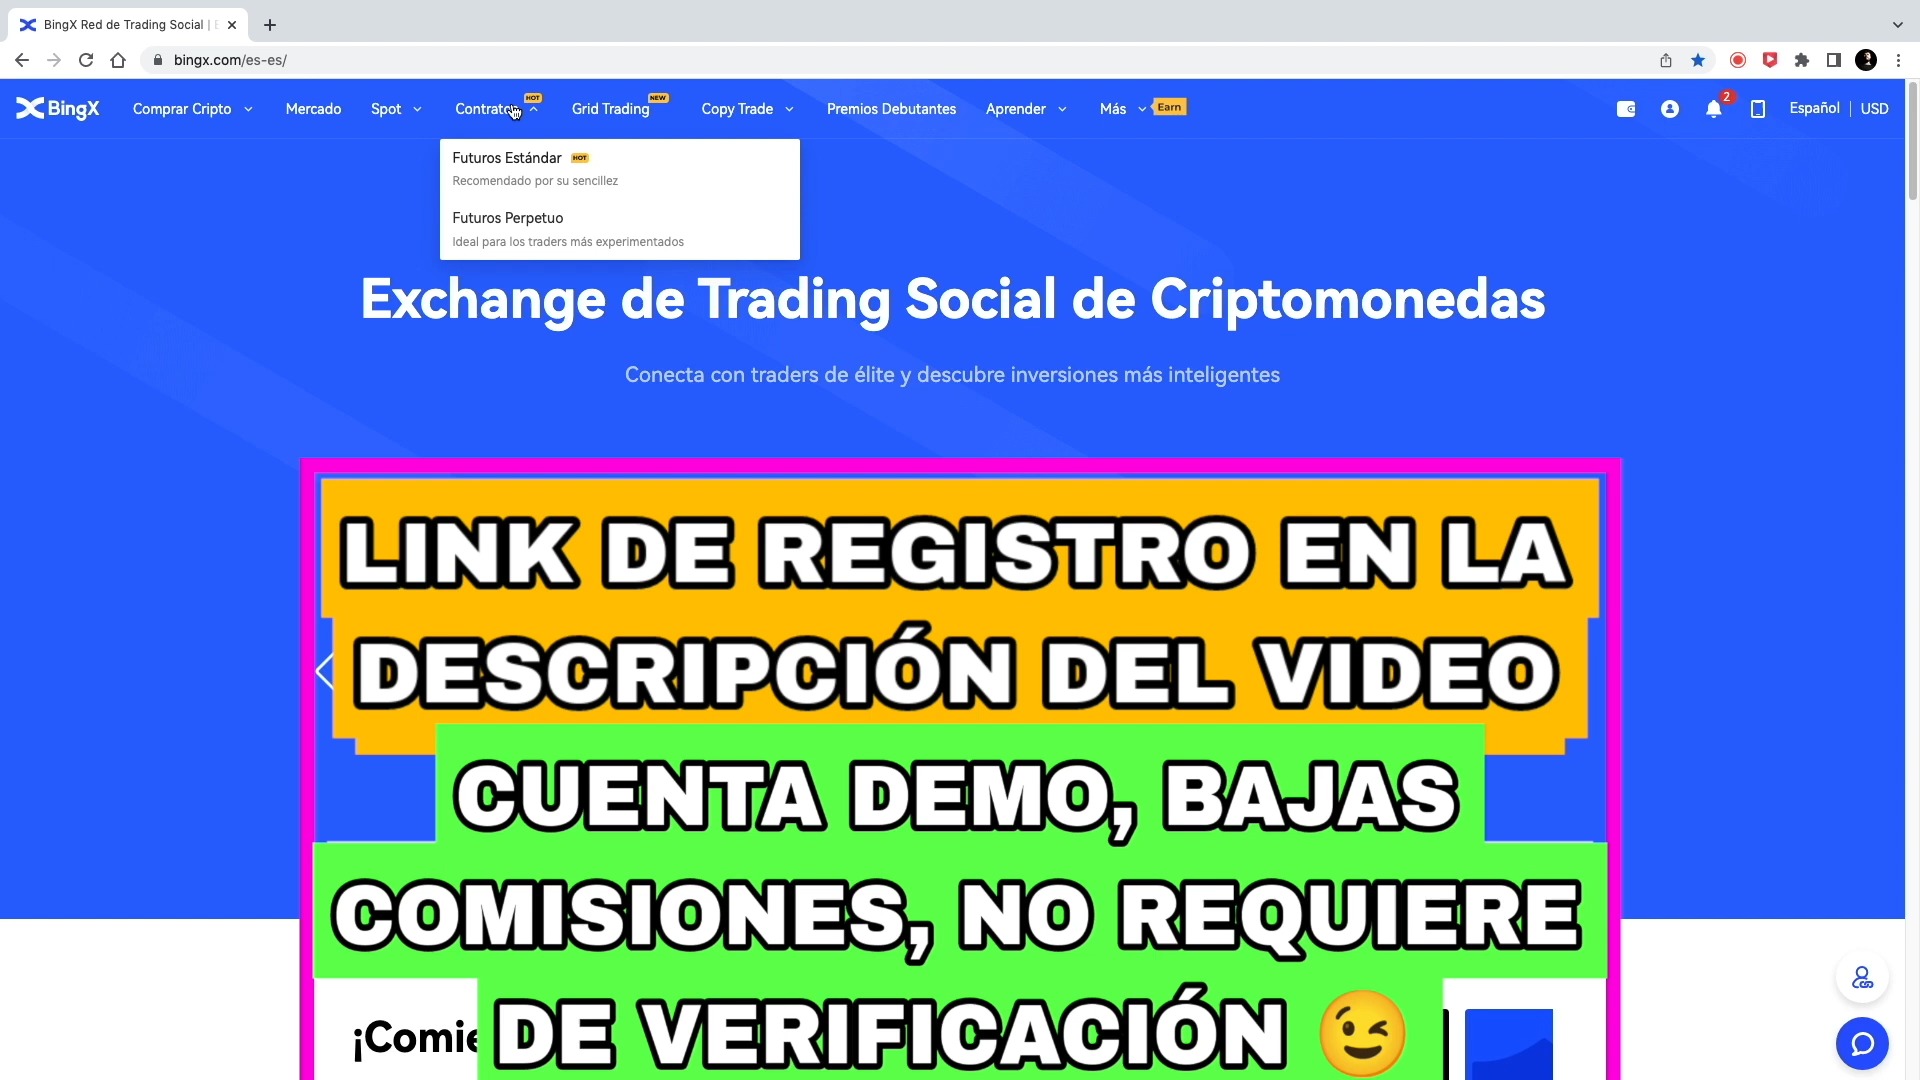 BingX Red de Trading Social |
bingx.com/es-es/
BingX
Comprar Cripto
Mercado
Spot
HOT
Grid Trading
NEW
Copy Trade
Premios Debutantes
Aprender
Más
Earn
2
Español | USD
Futuros Estándar HOT
Recomendado por su sencillez
Futuros Perpetuo
Ideal para los traders más experimentados
Exchange de Trading Social de Criptomonedas
Conecta con traders de élite y descubre inversiones más inteligentes
LINK DE REGISTRO EN LA
DESCRIPCIÓN DEL VIDEO
CUENTA DEMO, BAJAS
COMISIONES, NO REQUIERE
DE VERIFICACIÓN 😉